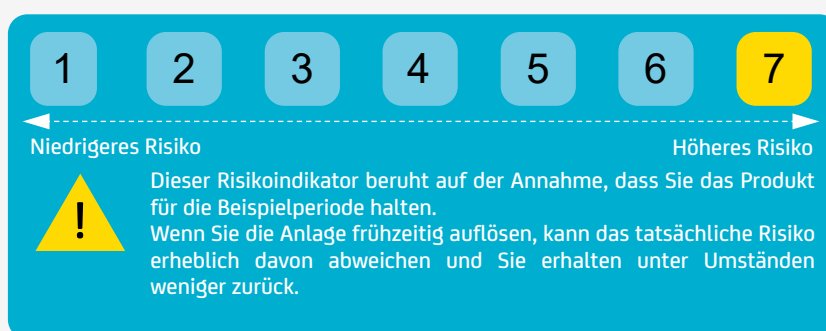 1 2 3 4 5 6 7
Niedrigeres Risiko Höheres Risiko
!
Dieser Risikoindikator beruht auf der Annahme, dass Sie das Produkt
für die Beispielperiode halten.
Wenn Sie die Anlage frühzeitig auflösen, kann das tatsächliche Risiko
erheblich davon abweichen und Sie erhalten unter Umständen
weniger zurück.